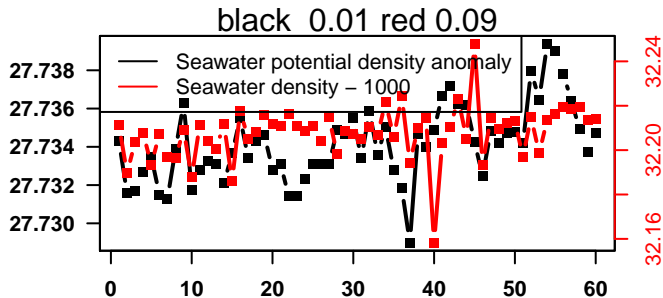 black 0.01 red 0.09
Seawater potential density anomaly
Seawater density − 1000
27.738
27.736
27.734
27.732
27.730
32.24
32.20
32.16
0 10 20 30 40 50 60